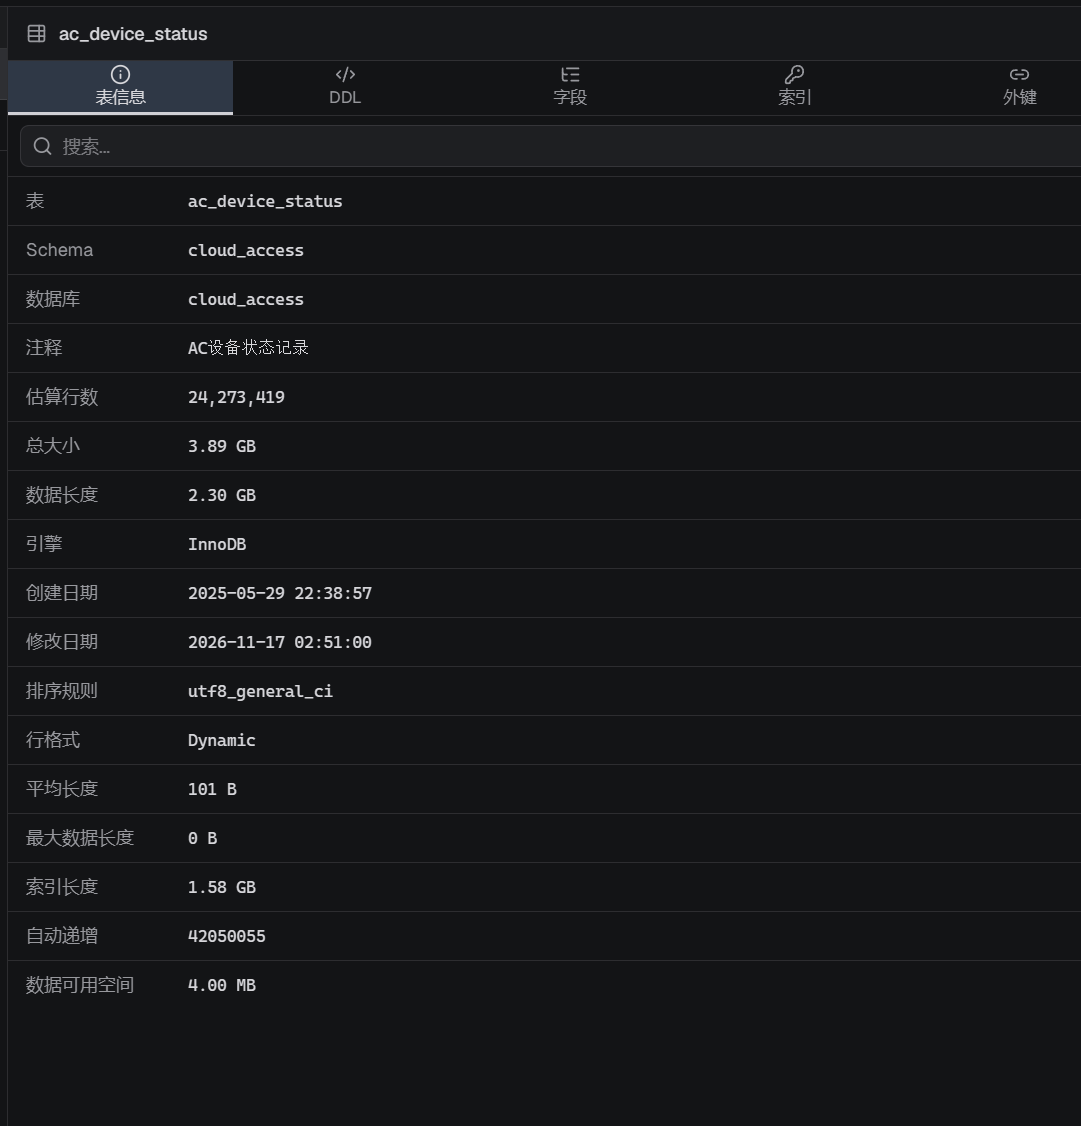 ac_device_status
表信息
DDL
字段
索引
外键
搜索...
表 ac_device_status
Schema cloud_access
数据库 cloud_access
注释 AC设备状态记录
估算行数 24,273,419
总大小 3.89 GB
数据长度 2.30 GB
引擎 InnoDB
创建日期 2025-05-29 22:38:57
修改日期 2026-11-17 02:51:00
排序规则 utf8_general_ci
行格式 Dynamic
平均长度 101 B
最大数据长度 0 B
索引长度 1.58 GB
自动递增 42050055
数据可用空间 4.00 MB